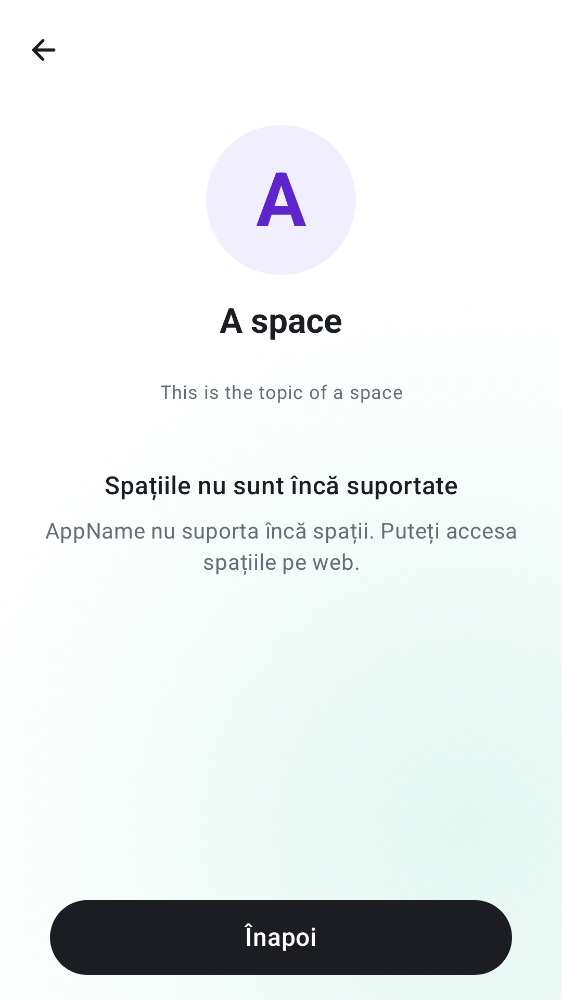 A
A space
This is the topic of a space
Spațiile nu sunt încă suportate
AppName nu suporta încă spații. Puteți accesa
spațiile pe web.
Înapoi